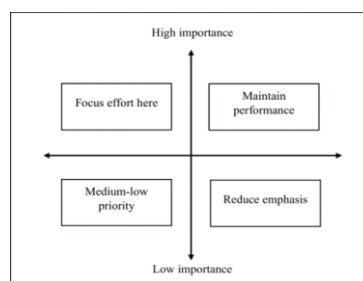 High importance
Focus effort here
Maintain
performance
Medium-low
priority
Reduce emphasis
Low importance